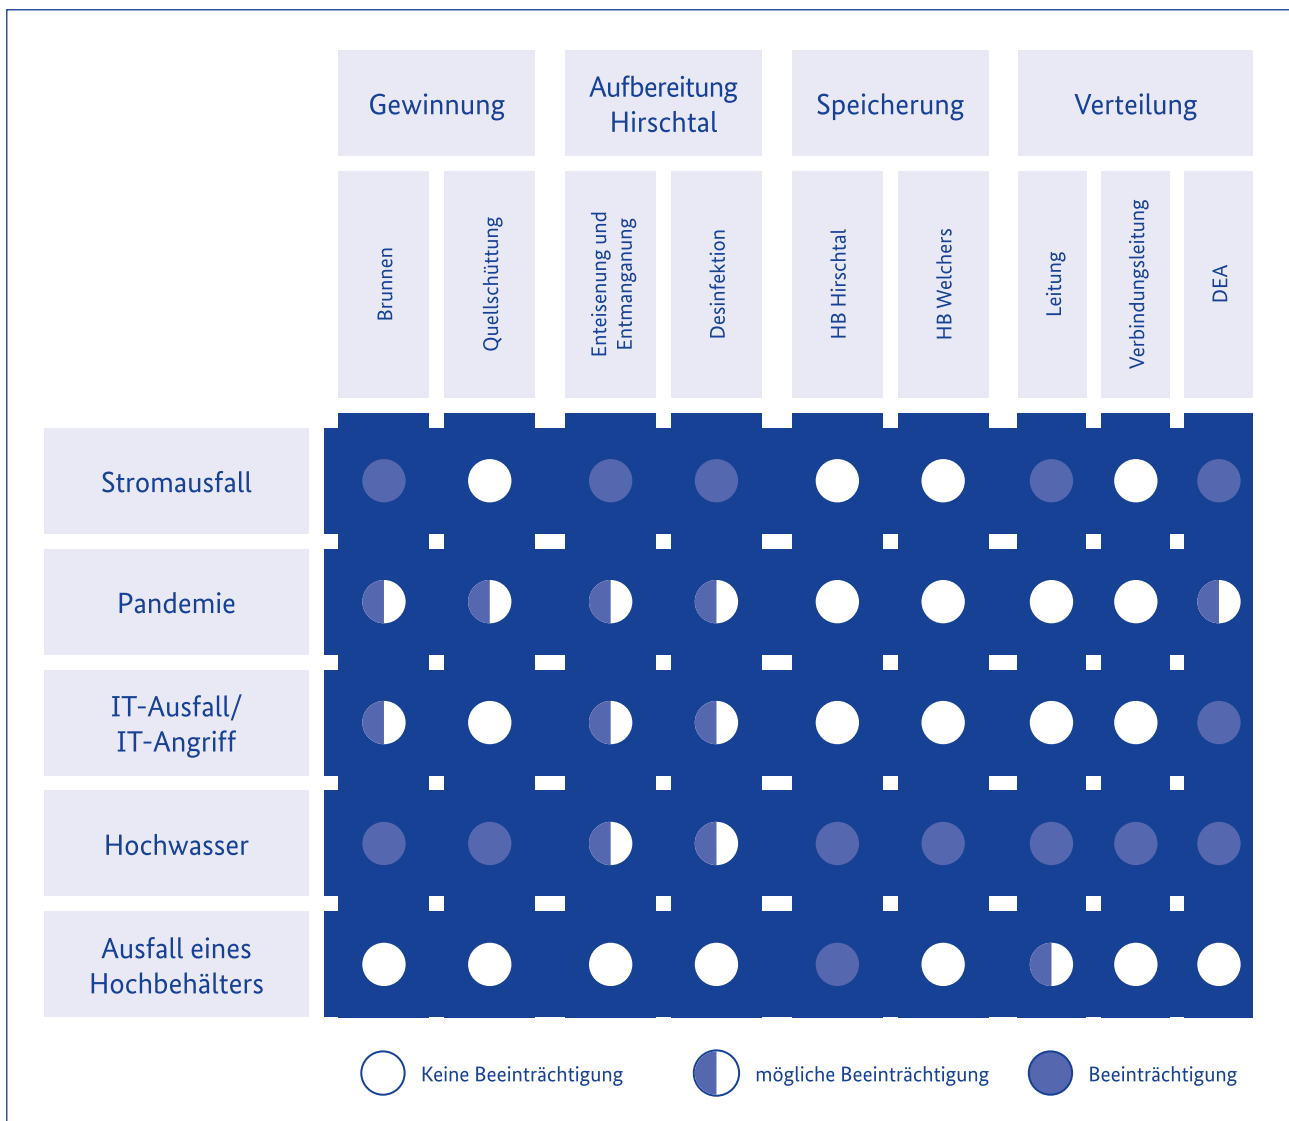 Gewinnung
Aufbereitung
Hirschtal
Speicherung
Verteilung
Brunnen
Quellschüttung
Enteisenung und
Entmanganung
Desinfektion
HB Hirschtal
HB Welchers
Leitung
Verbindungsleitung
DEA
Stromausfall
Pandemie
IT-Ausfall/
IT-Angriff
Hochwasser
Ausfall eines
Hochbehälters
Keine Beeinträchtigung
mögliche Beeinträchtigung
Beeinträchtigung